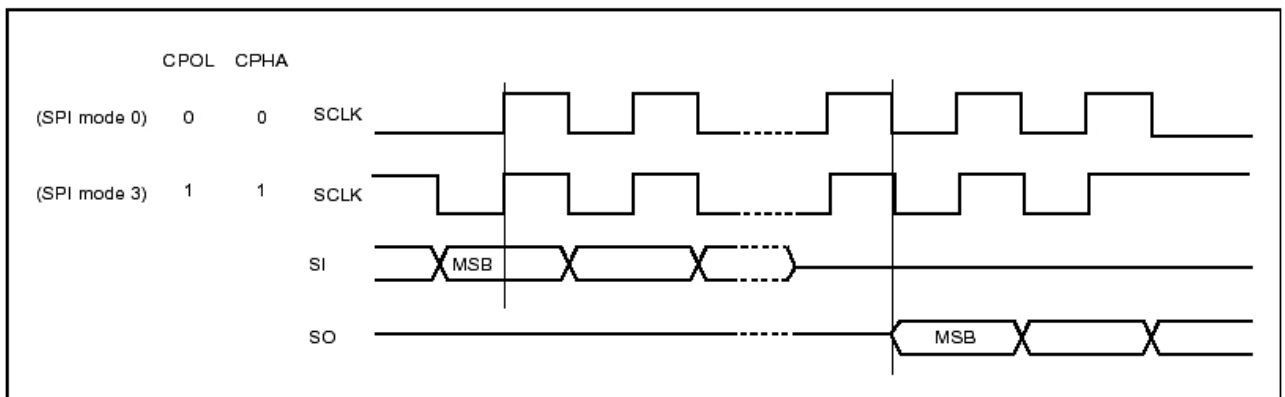 CPOL CPHA
(SPI mode 0) 0 0 SCLK
(SPI mode 3) 1 1 SCLK
SI MSB
SO MSB